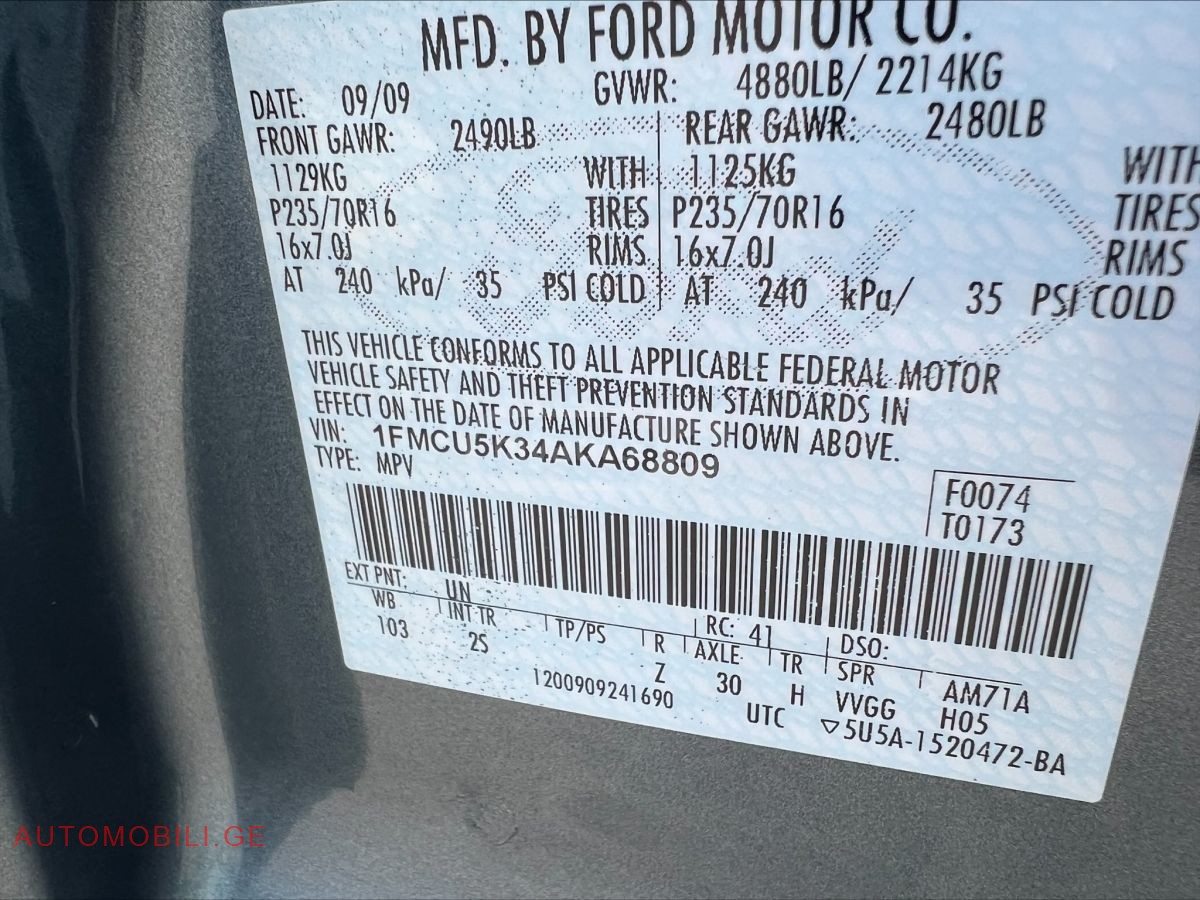 MFD. BY FORD MOTOR CO.
DATE: 09/09 GVWR: 4880LB/ 2214KG
FRONT GAWR: 2490LB REAR GAWR: 2480LB
1129KG WITH 1125KG WITH
P235/70R16 TIRES P235/70R16 TIRES
16x7.0J RIMS 16x7.0J RIMS
AT 240 kPa/ 35 PSI COLD AT 240 kPa/ 35 PSI COLD
THIS VEHICLE CONFORMS TO ALL APPLICABLE FEDERAL MOTOR
VEHICLE SAFETY AND THEFT PREVENTION STANDARDS IN
EFFECT ON THE DATE OF MANUFACTURE SHOWN ABOVE.
VIN: 1FMCU5K34AKA68809
TYPE: MPV
F0074
T0173
EXT PNT: UN RC: 41 DSO:
WB INT TR TP/PS R AXLE TR SPR AM71A
103 25 Z 30 H VVGG H05
1200909241690 UTC ▽5U5A-1520472-BA
AUTOMOBILI.GE